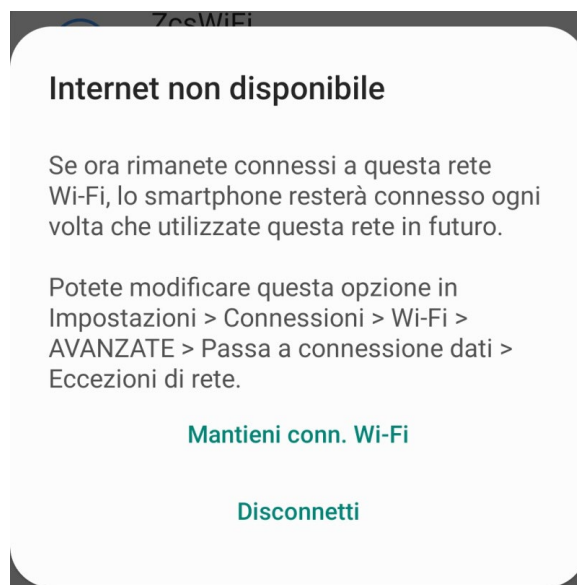 ZcsWiFi
Internet non disponibile
Se ora rimanete connessi a questa rete
Wi-Fi, lo smartphone resterà connesso ogni
volta che utilizzate questa rete in futuro.
Potete modificare questa opzione in
Impostazioni > Connessioni > Wi-Fi >
AVANZATE > Passa a connessione dati >
Eccezioni di rete.
Mantieni conn. Wi-Fi
Disconnetti